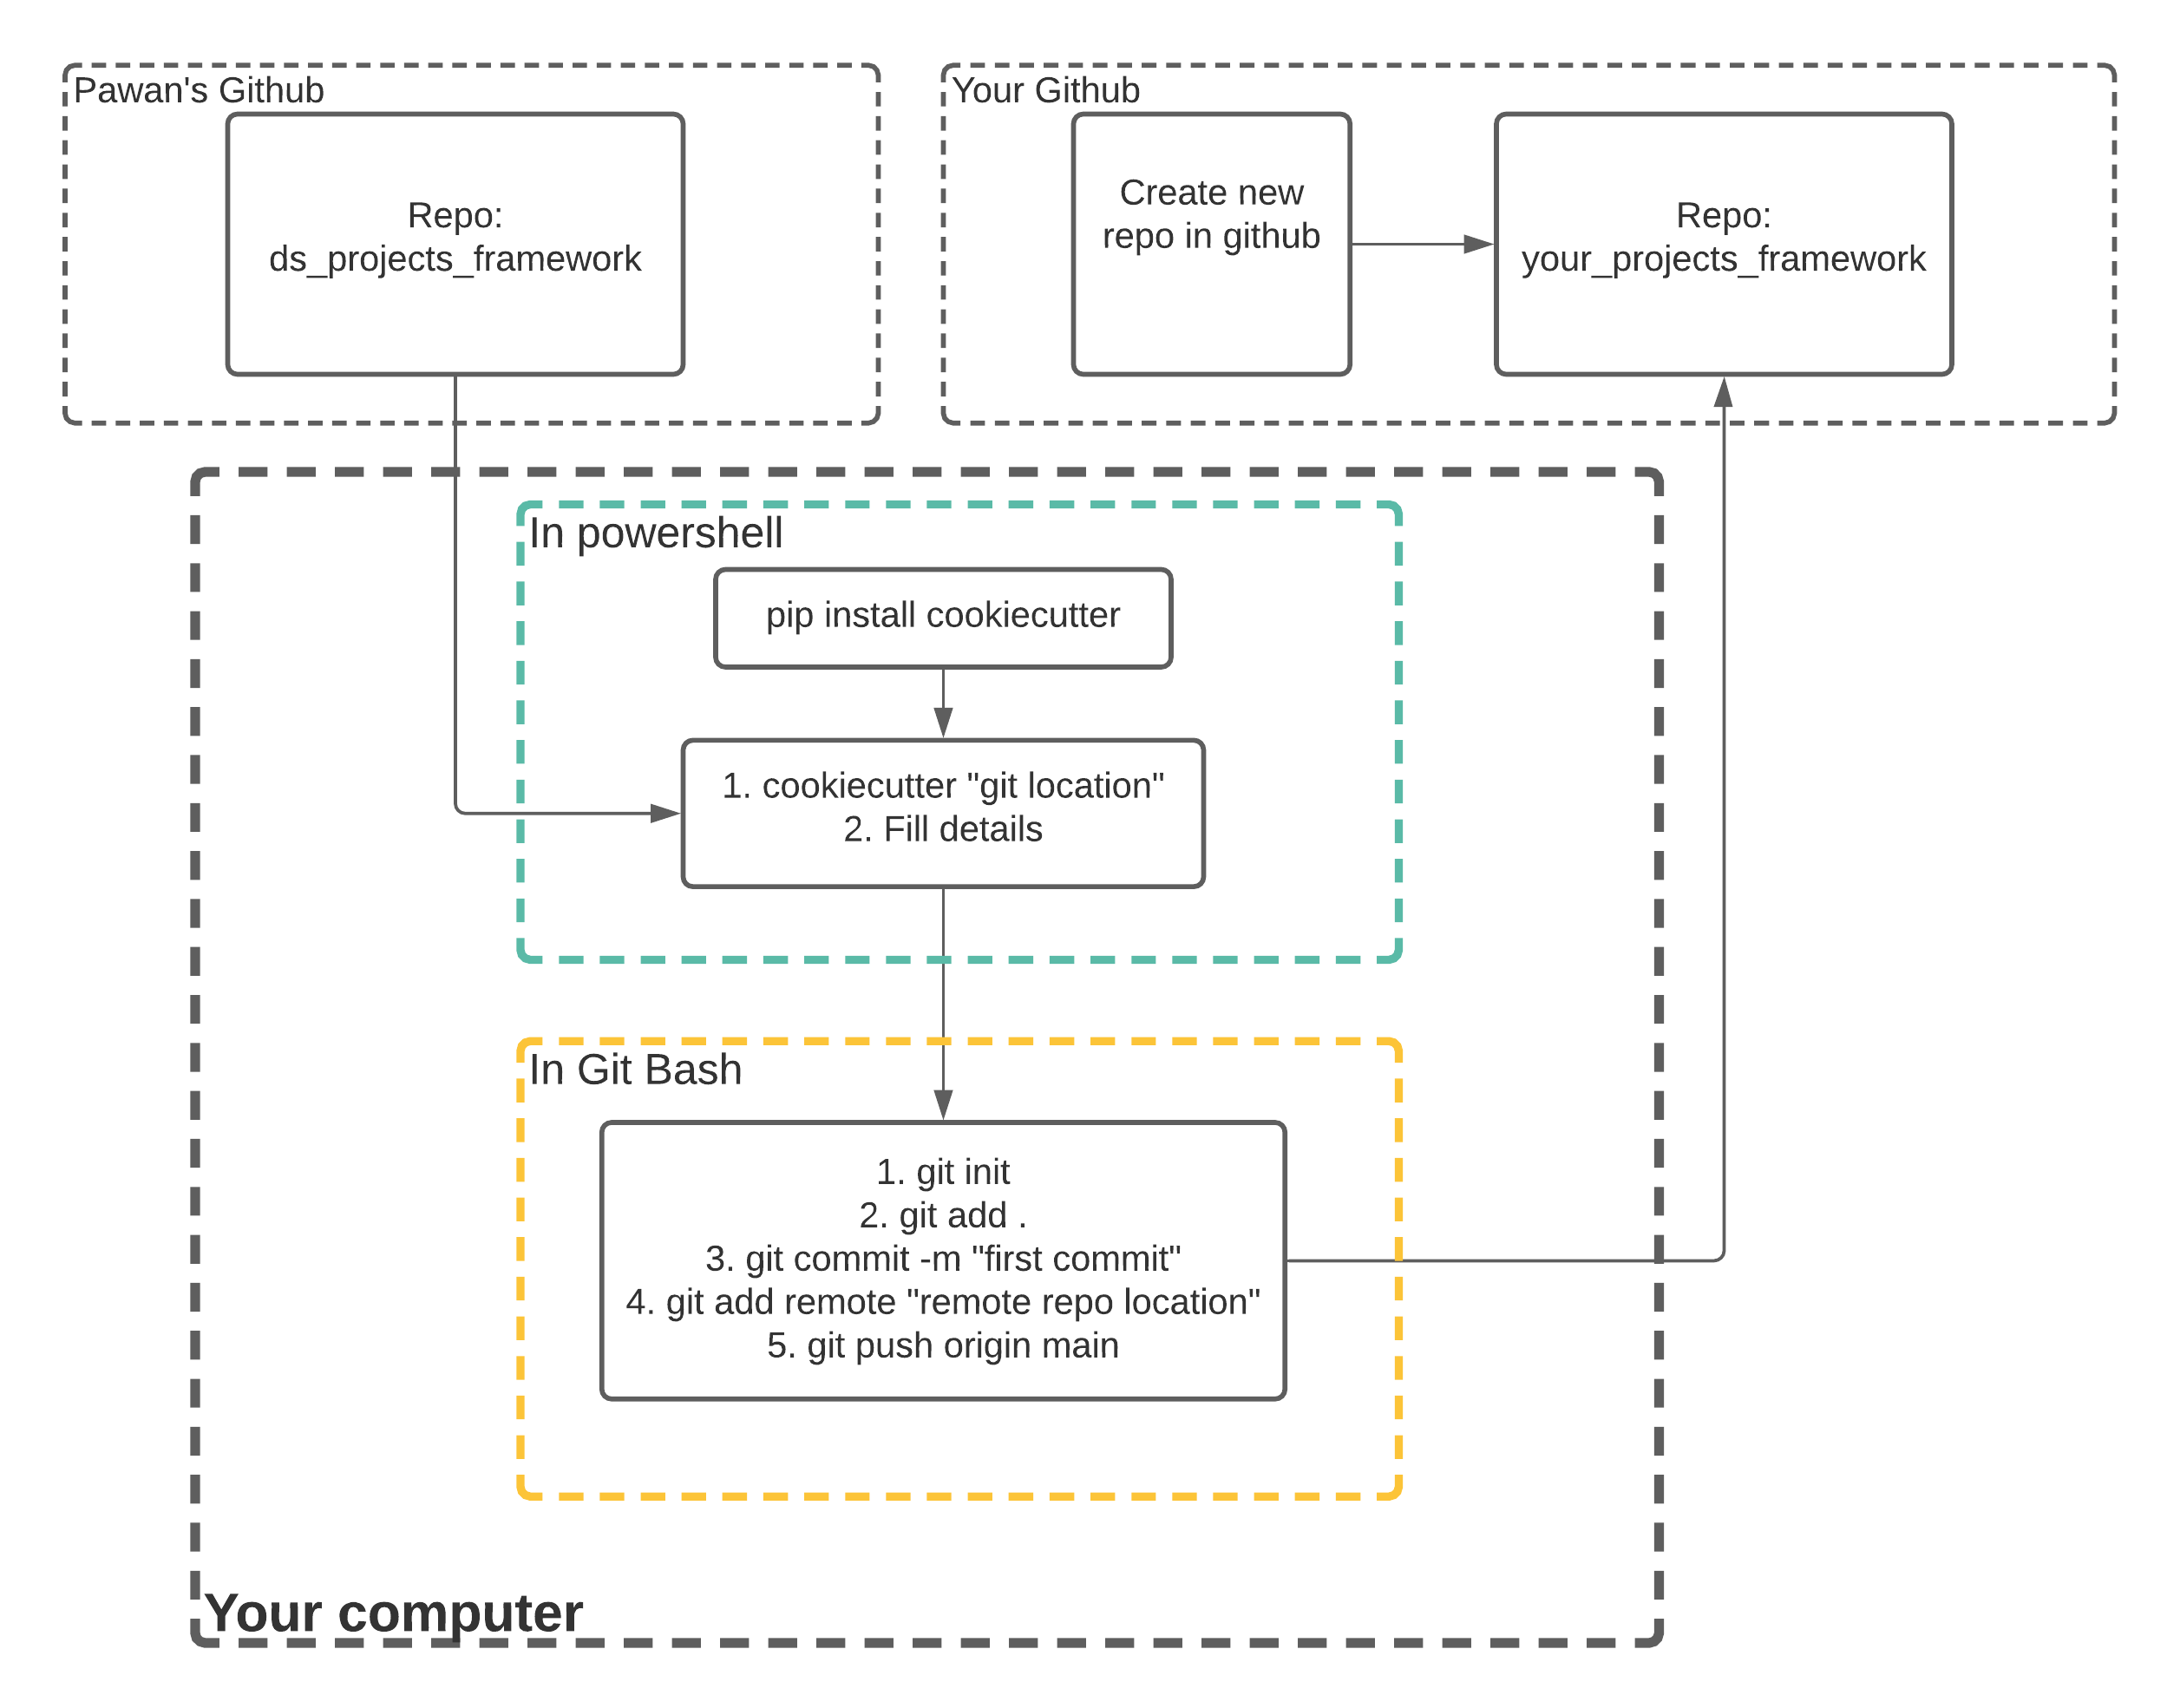 Pawan's Github
Repo:
ds_projects_framework
Your Github
Create new
repo in github
Repo:
your_projects_framework
In powershell
pip install cookiecutter
1. cookiecutter "git location"
2. Fill details
In Git Bash
1. git init
2. git add .
3. git commit -m "first commit"
4. git add remote "remote repo location"
5. git push origin main
Your computer